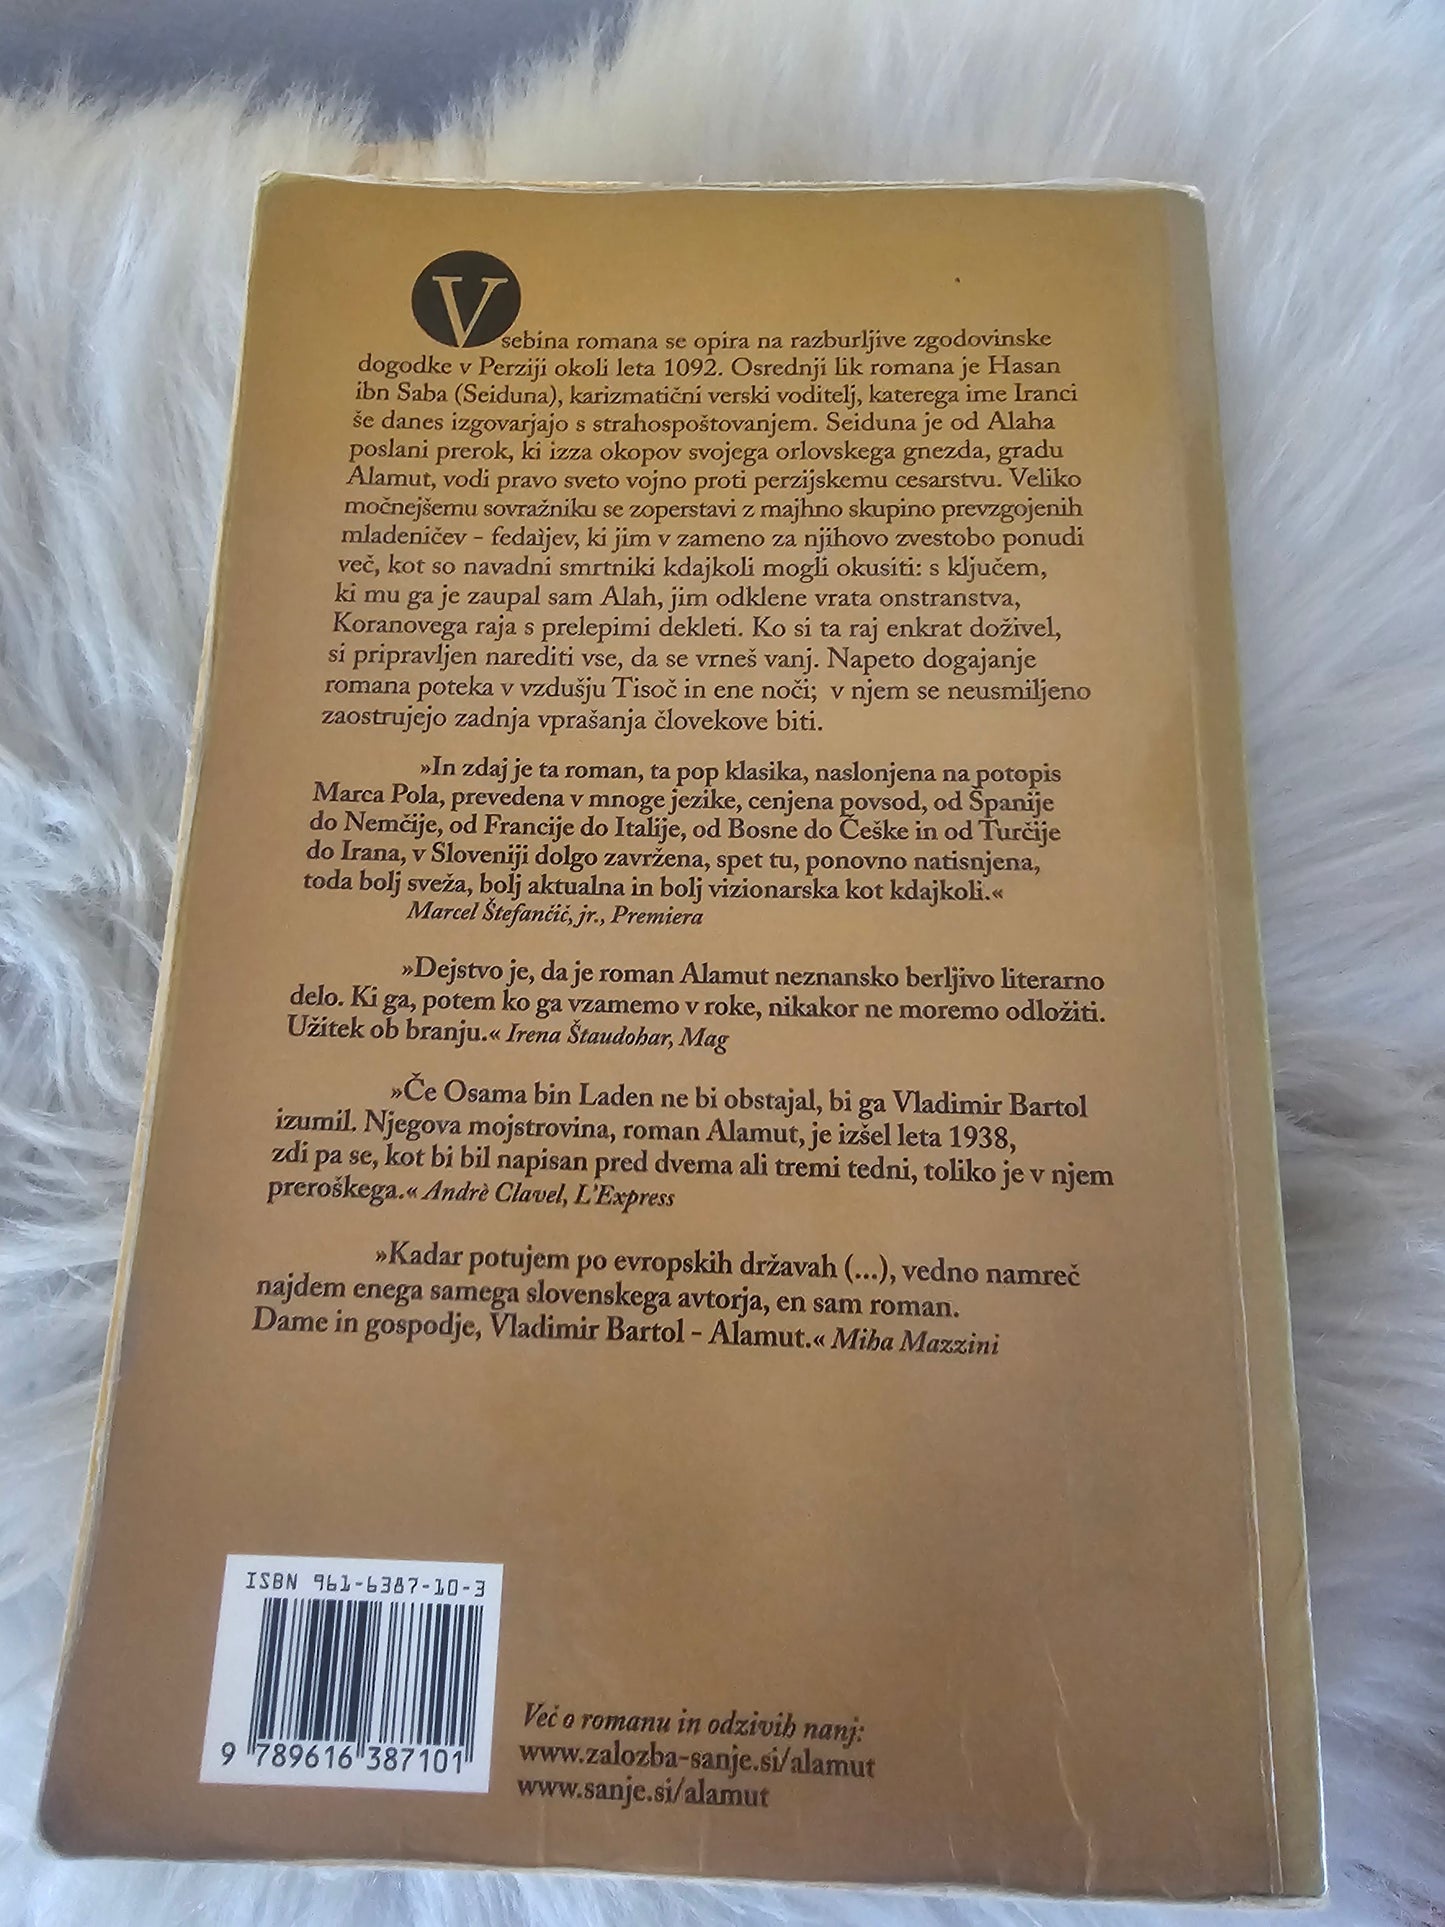 Vsebina romana se opira na razburljive zgodovinske
dogodke v Perziji okoli leta 1092. Osrednji lik romana je Hasan
ibn Saba (Seiduna), karizmatični verski voditelj, katerega ime Iranci
še danes izgovarjajo s strahospoštovanjem. Seiduna je od Alaha
poslani prerok, ki izza okopov svojega orlovskega gnezda, gradu
Alamut, vodi pravo sveto vojno proti perzijskemu cesarstvu. Veliko
močnejšemu sovražniku se zoperstavi z majhno skupino prevzgojenih
mladeničev - fedaìjev, ki jim v zameno za njihovo zvestobo ponudi
več, kot so navadni smrtniki kdajkoli mogli okusiti: s ključem,
ki mu ga je zaupal sam Alah, jim odklene vrata onstranstva,
Koranovega raja s prelepimi dekleti. Ko si ta raj enkrat doživel,
si pripravljen narediti vse, da se vrneš vanj. Napeto dogajanje
romana poteka v vzdušju Tisoč in ene noči; v njem se neusmiljeno
zaostrujejo zadnja vprašanja človekove biti.
»In zdaj je ta roman, ta pop klasika, naslonjena na potopis
Marca Pola, prevedena v mnoge jezike, cenjena povsod, od Španije
do Nemčije, od Francije do Italije, od Bosne do Češke in od Turčije
do Irana, v Sloveniji dolgo zavržena, spet tu, ponovno natisnjena,
toda bolj sveža, bolj aktualna in bolj vizionarska kot kdajkoli.«
Marcel Štefančič, jr., Premiera
»Dejstvo je, da je roman Alamut neznansko berljivo literarno
delo. Ki ga, potem ko ga vzamemo v roke, nikakor ne moremo odložiti.
Užitek ob branju.« Irena Štaudohar, Mag
»Če Osama bin Laden ne bi obstajal, bi ga Vladimir Bartol
izumil. Njegova mojstrovina, roman Alamut, je izšel leta 1938,
zdi pa se, kot bi bil napisan pred dvema ali tremi tedni, toliko je v njem
preroškega.« Andrè Clavel, L'Express
»Kadar potujem po evropskih državah (...), vedno namreč
najdem enega samega slovenskega avtorja, en sam roman.
Dame in gospodje, Vladimir Bartol - Alamut.« Miha Mazzini
ISBN 961-6387-10-3
9 789616 387101
Več o romanu in odzivih nanj:
www.zalozba-sanje.si/alamut
www.sanje.si/alamut